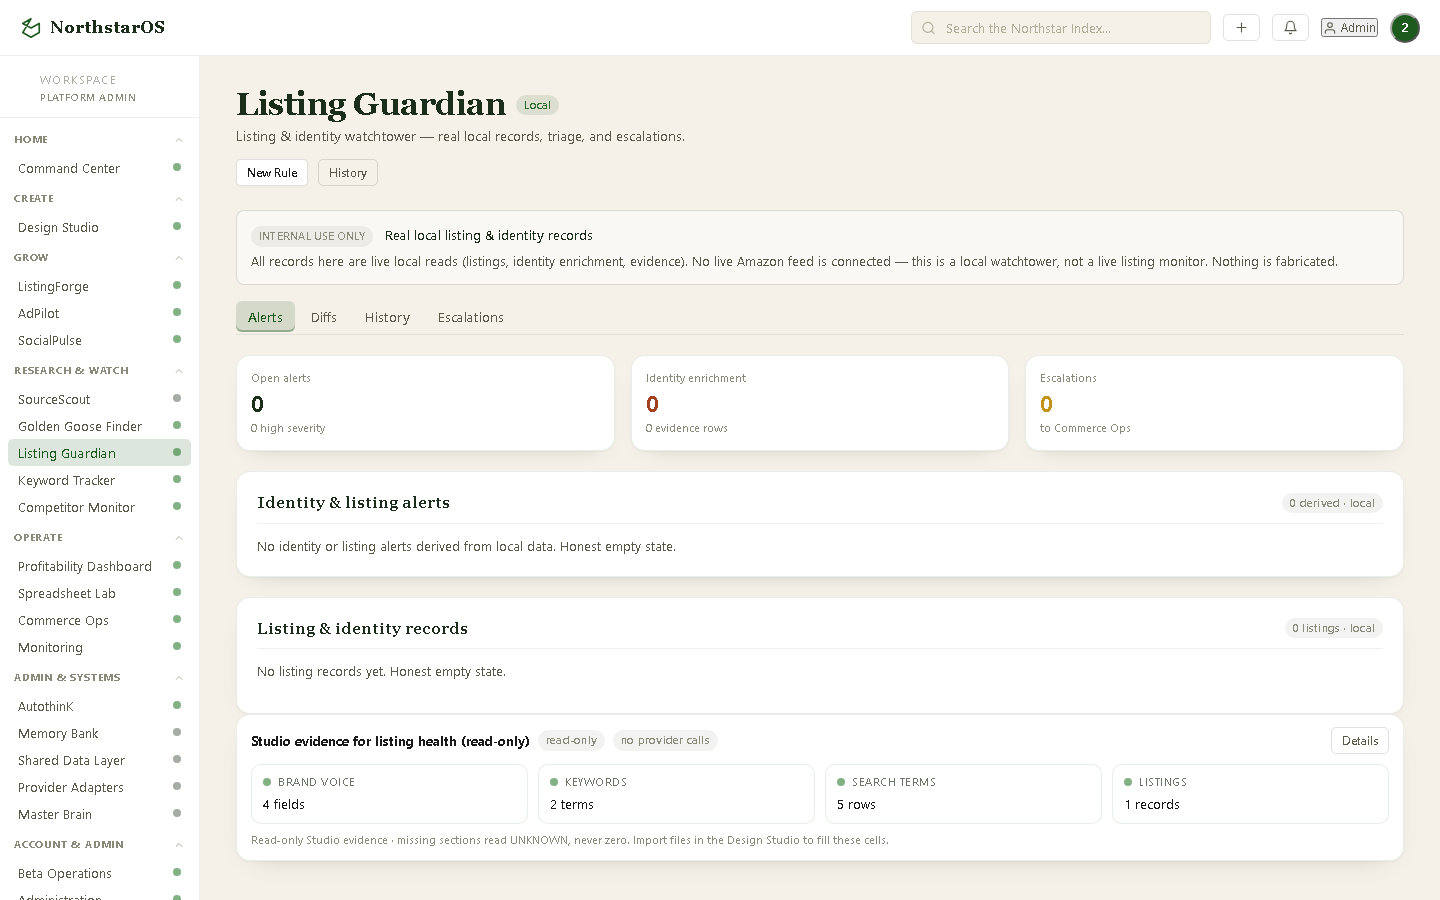 NorthstarOS
Search the Northstar Index...
Admin
2
WORKSPACE
PLATFORM ADMIN
HOME
Command Center
CREATE
Design Studio
GROW
ListingForge
AdPilot
SocialPulse
RESEARCH & WATCH
SourceScout
Golden Goose Finder
Listing Guardian
Keyword Tracker
Competitor Monitor
OPERATE
Profitability Dashboard
Spreadsheet Lab
Commerce Ops
Monitoring
ADMIN & SYSTEMS
AutothinK
Memory Bank
Shared Data Layer
Provider Adapters
Master Brain
ACCOUNT & ADMIN
Beta Operations
Administration
Listing Guardian Local
Listing & identity watchtower — real local records, triage, and escalations.
New Rule History
INTERNAL USE ONLY Real local listing & identity records
All records here are live local reads (listings, identity enrichment, evidence). No live Amazon feed is connected — this is a local watchtower, not a live listing monitor. Nothing is fabricated.
Alerts Diffs History Escalations
Open alerts
0
0 high severity
Identity enrichment
0
0 evidence rows
Escalations
0
to Commerce Ops
Identity & listing alerts 0 derived · local
No identity or listing alerts derived from local data. Honest empty state.
Listing & identity records 0 listings · local
No listing records yet. Honest empty state.
Studio evidence for listing health (read-only) read-only no provider calls Details
BRAND VOICE
4 fields
KEYWORDS
2 terms
SEARCH TERMS
5 rows
LISTINGS
1 records
Read-only Studio evidence · missing sections read UNKNOWN, never zero. Import files in the Design Studio to fill these cells.